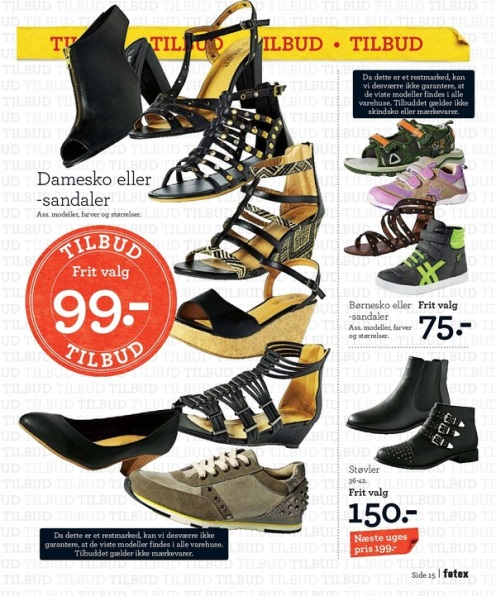 TILBUD • TILBUD
Da dette er et restmarked, kan
vi desværre ikke garantere, at
de viste modeller findes i alle
varehuse. Tilbuddet gælder ikke
skindsko eller mærkevarer.
Damesko eller
-sandaler
Ass. modeller, farver og størrelser.
TILBUD
Frit valg
99.-
TILBUD
Børnesko eller
-sandaler
Ass. modeller, farver
og størrelser.
Frit valg
75.-
Støvler
36-42.
Frit valg
150.-
Næste uges
pris 199.-
Da dette er et restmarked, kan vi desværre ikke
garantere, at de viste modeller findes i alle varehuse.
Tilbuddet gælder ikke mærkevarer.
Side 15 | føtex